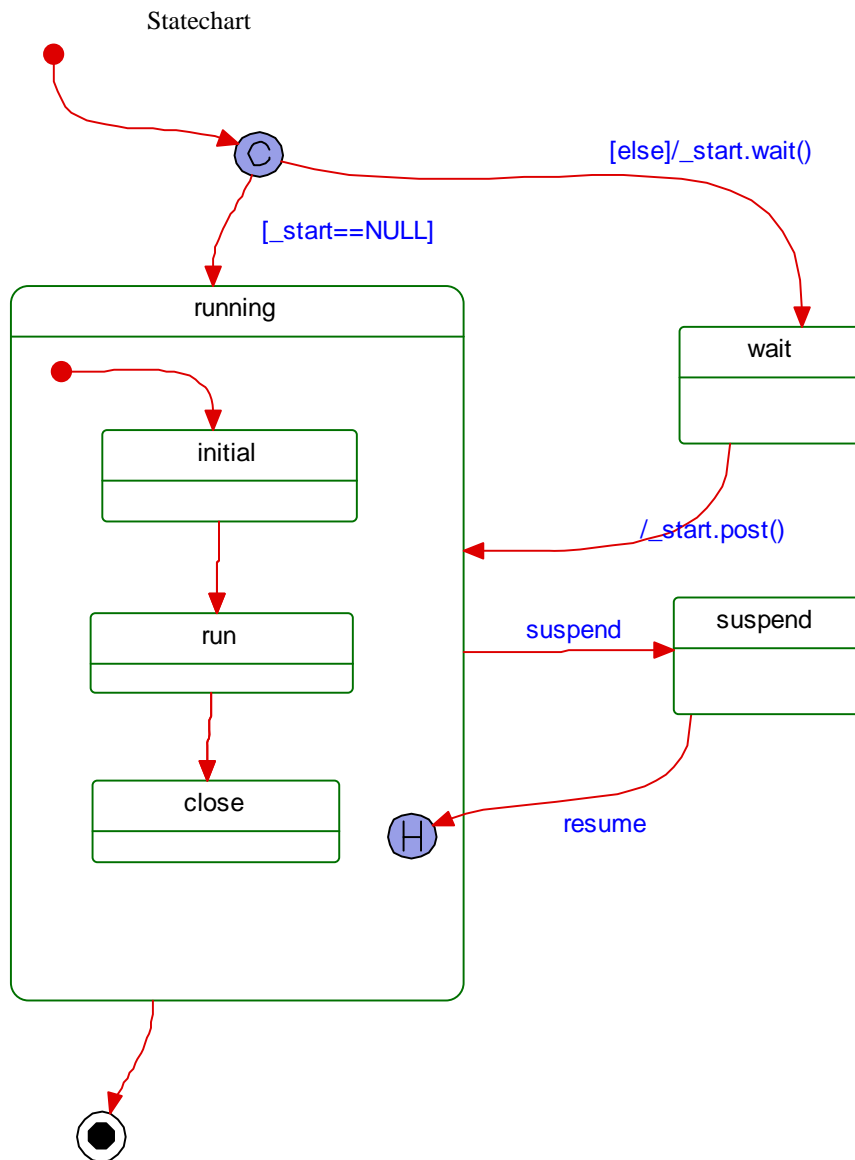 Statechart
C
[else]/_start.wait()
[_start==NULL]
running
wait
initial
/_start.post()
run
suspend
suspend
close
H
resume